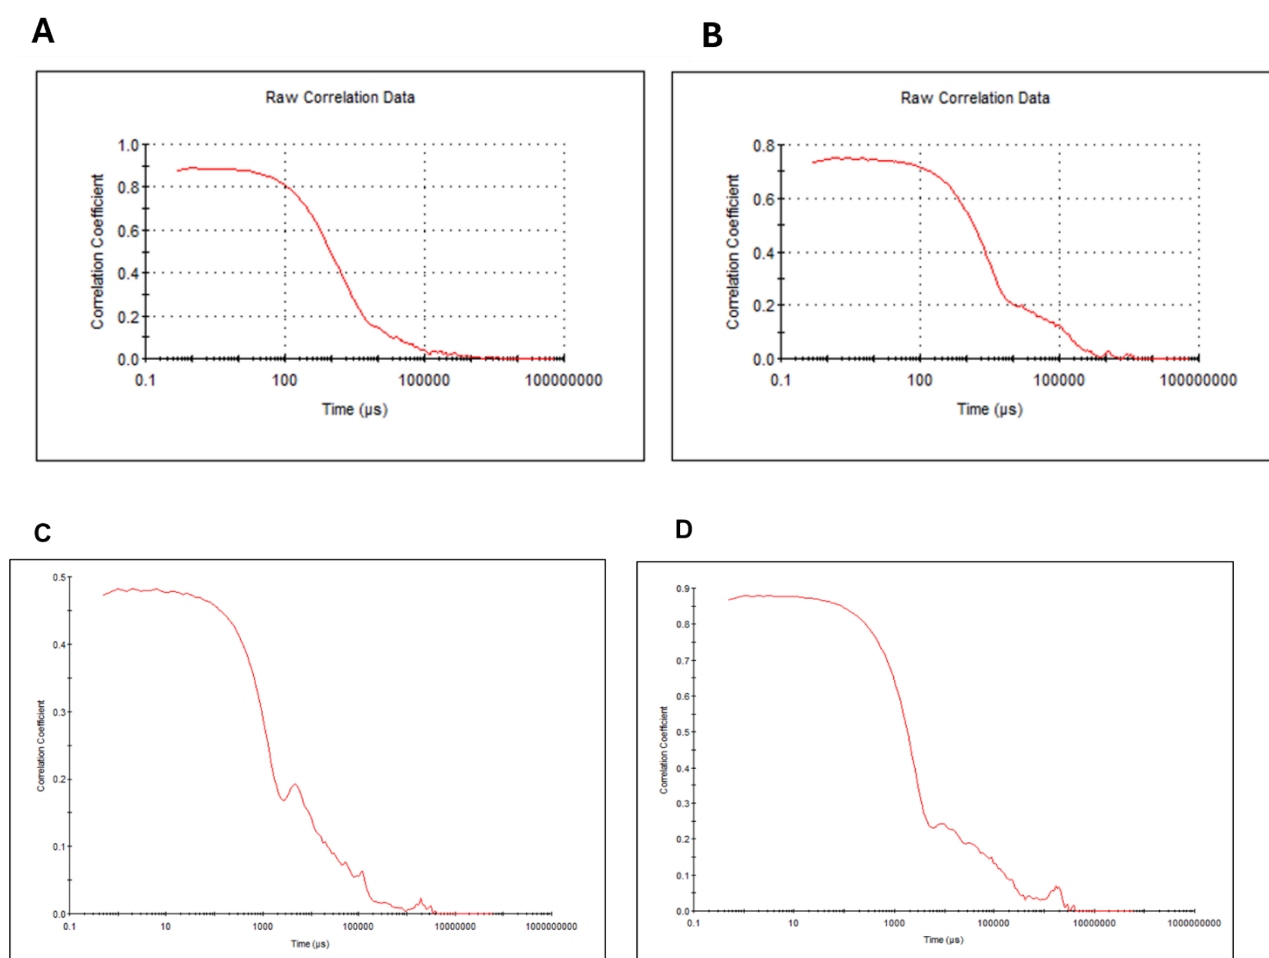 A
B
Raw Correlation Data
1.0
0.8
0.6
0.4
0.2
0.0
Correlation Coefficient
0.1 100 100000 100000000
Time (µs)
Raw Correlation Data
0.8
0.6
0.4
0.2
0.0
Correlation Coefficient
0.1 100 100000 100000000
Time (µs)
C
D
0.5
0.4
0.3
0.2
0.1
0.0
Correlation Coefficient
0.1 10 1000 100000 10000000 1000000000
Time (µs)
0.9
0.8
0.7
0.6
0.5
0.4
0.3
0.2
0.1
0.0
Correlation Coefficient
0.1 10 1000 100000 10000000 1000000000
Time (µs)